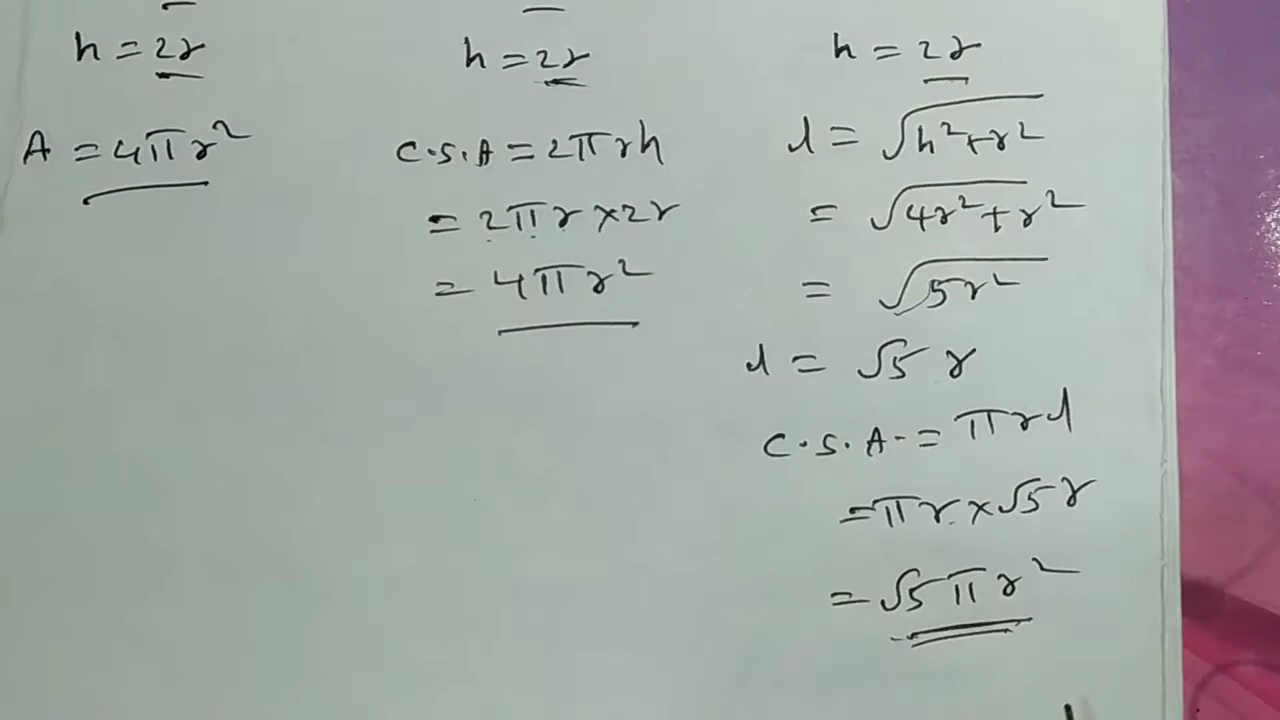 h = 2r
A = 4πr²
h = 2r
C.S.A = 2πrh
= 2πr × 2r
= 4πr²
h = 2r
l = √h²+r²
= √4r²+r²
= √5r²
l = √5 r
C.S.A. = πrl
= πr × √5 r
= √5 πr²